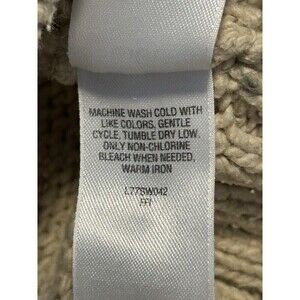 MACHINE WASH COLD WITH
LIKE COLORS, GENTLE
CYCLE, TUMBLE DRY LOW.
ONLY NON-CHLORINE
BLEACH WHEN NEEDED,
WARM IRON
L77SW042